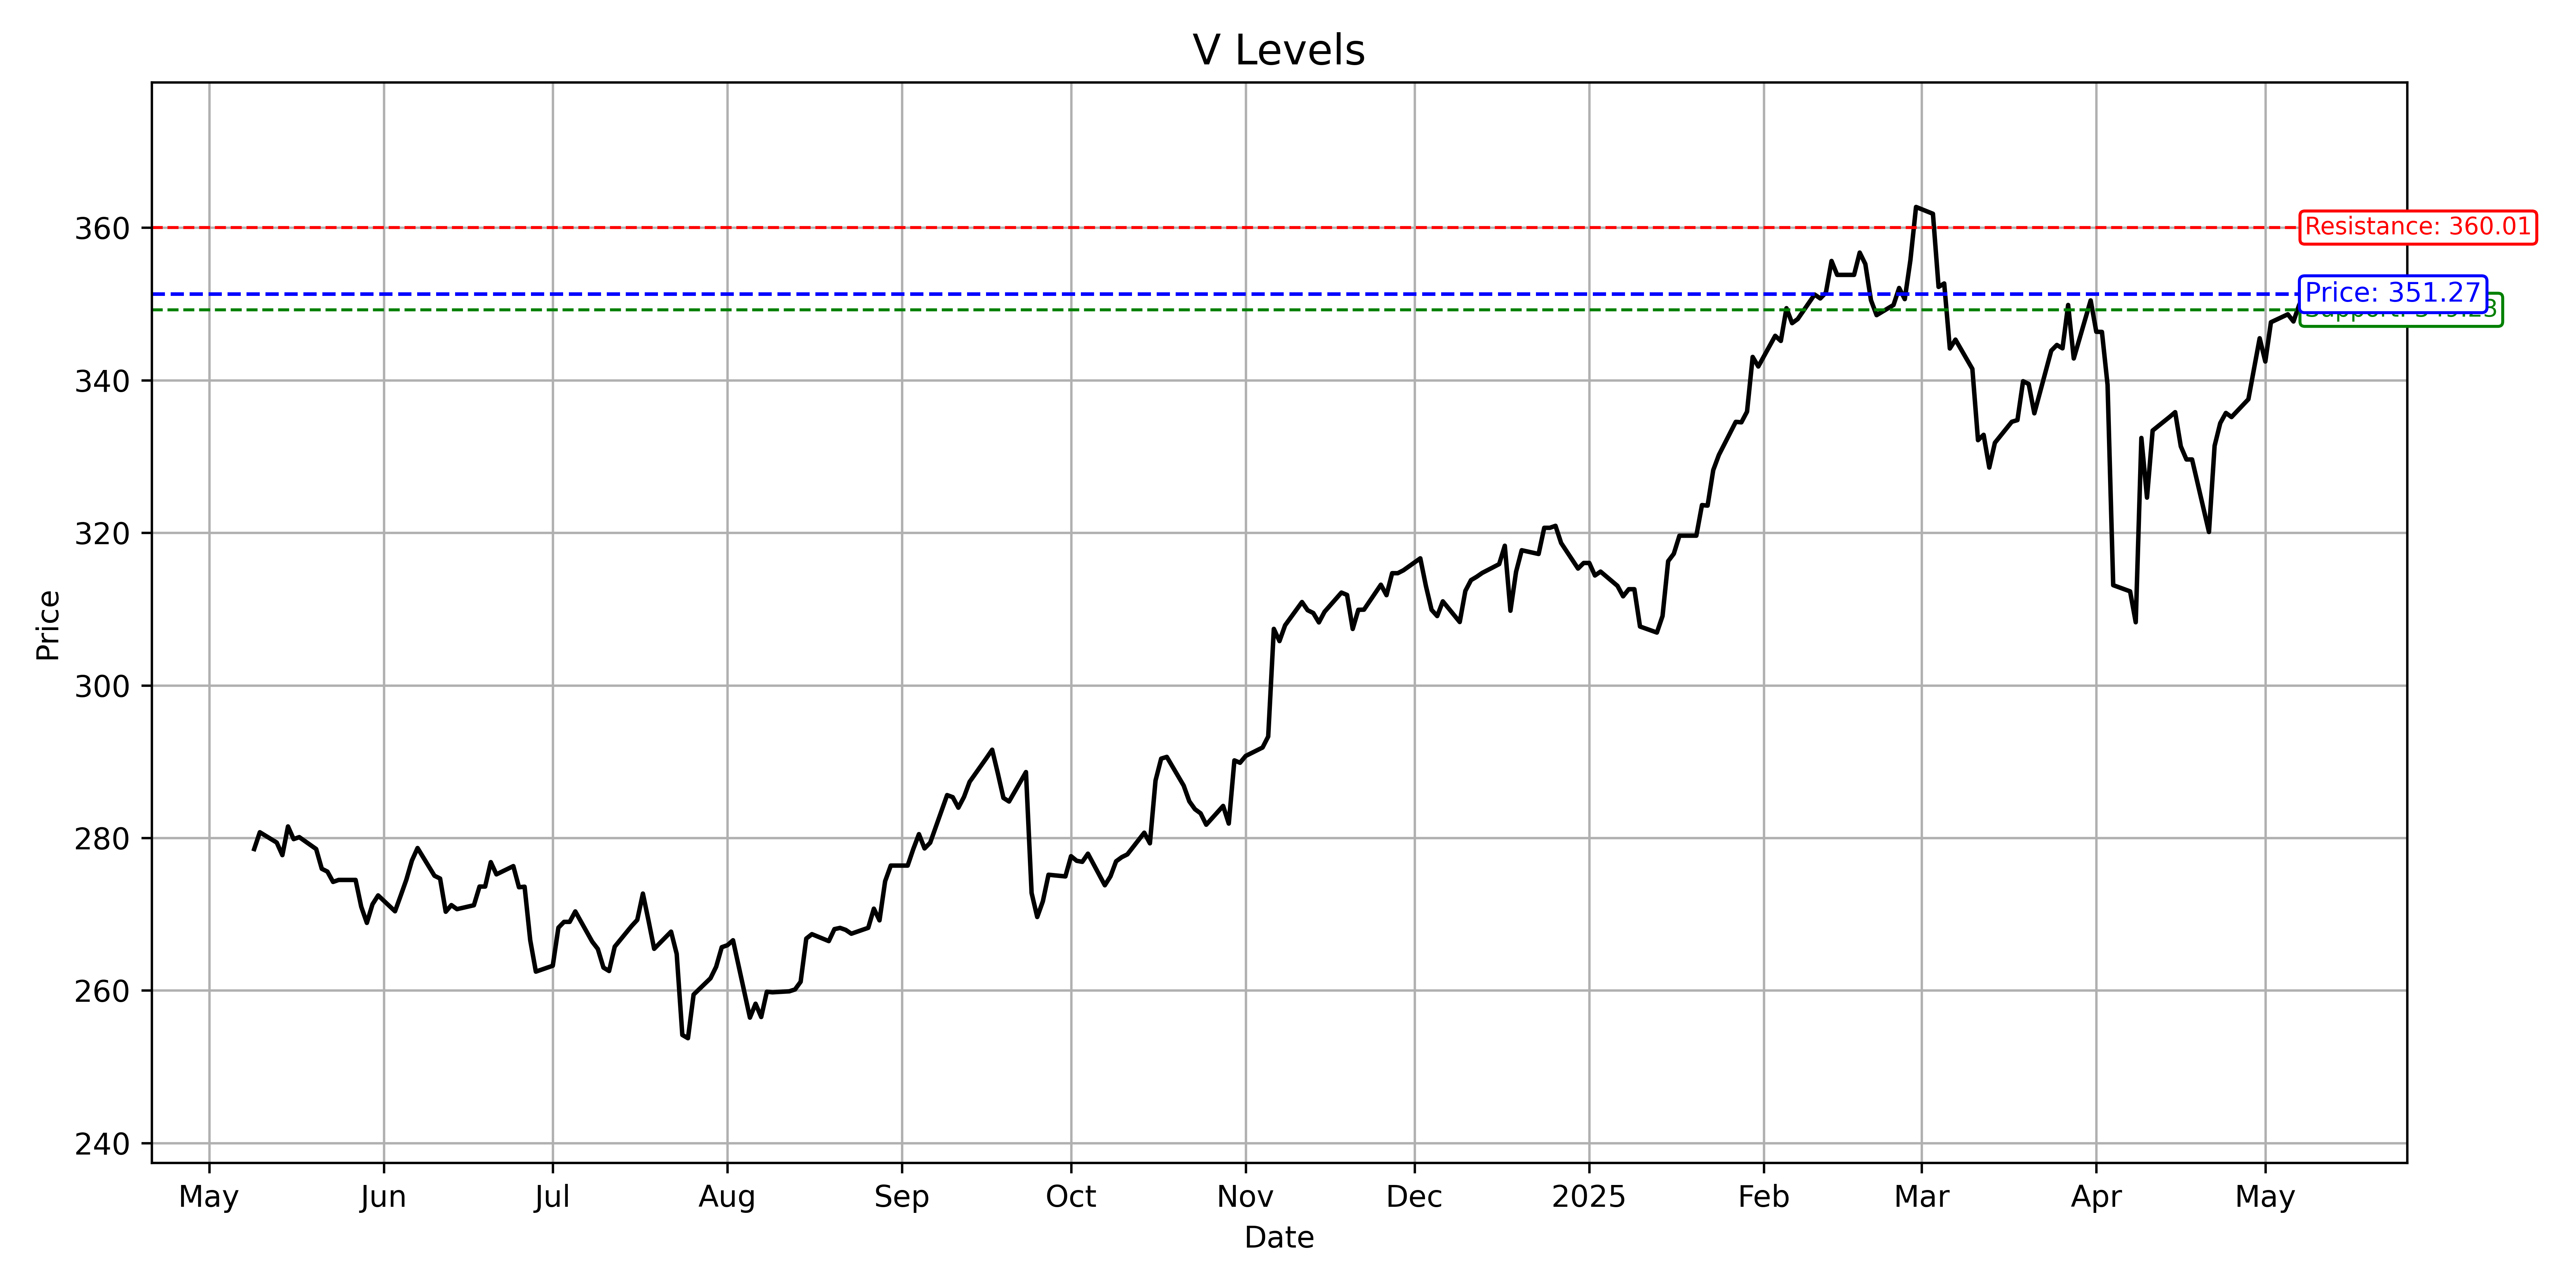 V Levels
360
340
320
300
280
260
240
Price
Resistance: 360.01
Price: 351.27
May Jun Jul Aug Sep Oct Nov Dec 2025 Feb Mar Apr May
Date